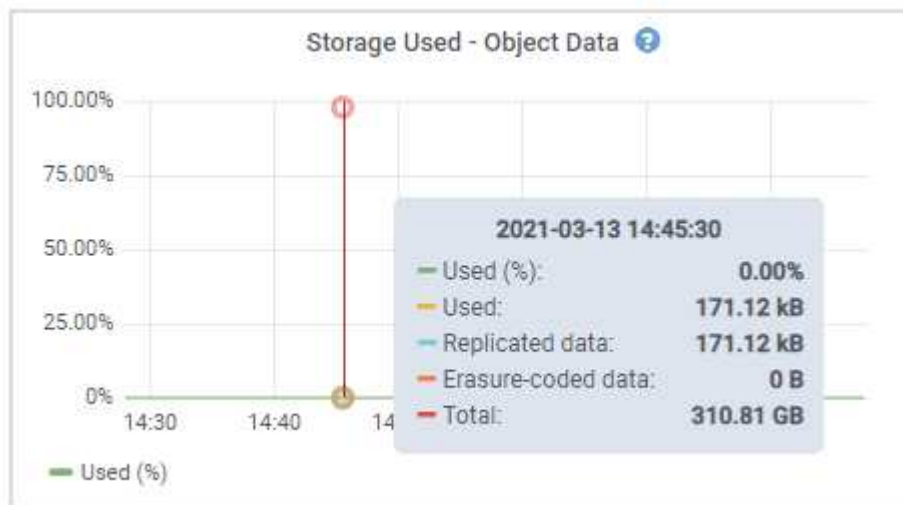 Storage Used - Object Data ?
100.00%
75.00%
50.00%
25.00%
0%
2021-03-13 14:45:30
Used (%): 0.00%
Used: 171.12 kB
Replicated data: 171.12 kB
Erasure-coded data: 0 B
Total: 310.81 GB
14:30 14:40
Used (%)